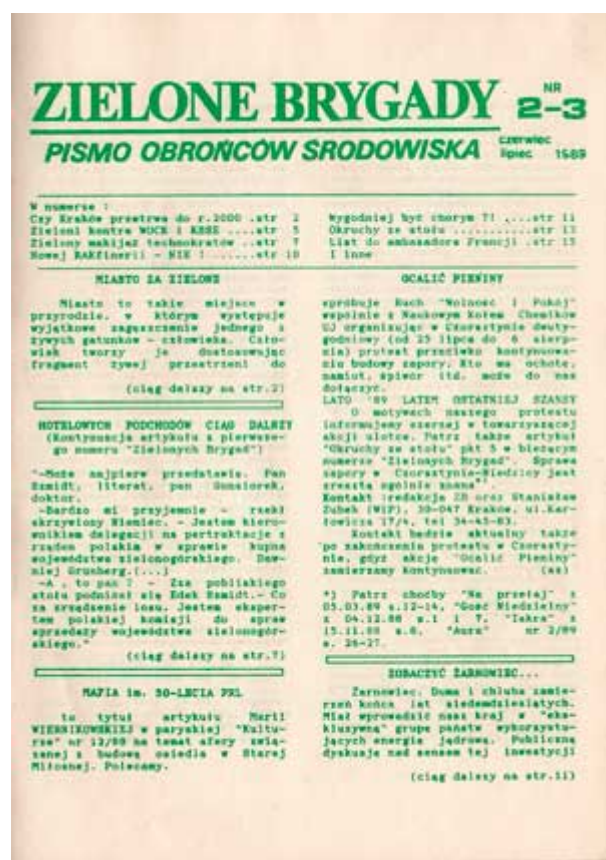 ZIELONE BRYGADY NR 2-3
PISMO OBROŃCÓW ŚRODOWISKA czerwiec lipiec 1989
W numerze :
Czy Kraków przetrwa do r.2000 .str 2
Zieloni kontra WOCH i KBSE ....str 5
Zielony makijaż technokratów ..str 7
Nowej RAKfinerii - NIE ! ......str 10
Wygodniej być chorym ?! ....str 11
Okruchy ze stołu ...........str 13
List do ambasadora Francji .str 15
I inne
MIASTO ZA ZIELONE
Miasto to takie miejsce w
przyrodzie, w którym występuje
wyjątkowe zagęszczenie jednego z
żywych gatunków - człowieka. Czło-
wiek tworzy je dostosowując
fragment żywej przestrzeni do
(ciąg dalszy na str.2)
HOTELOWYCH PODCHODÓW CIĄG DALSZY
(Kontynuacja artykułu z pierwsze-
go numeru "Zielonych Brygad")
"-Może najpierw przedstawię. Pan
Szmidt, literat, pan Gonsiorek,
doktor.
-Bardzo mi przyjemnie - rzekł
skrzywiony Niemiec. - Jestem kiero-
wnikiem delegacji na pertraktacje z
rządem polskim w sprawie kupna
województwa zielonogórskiego. Daw-
niej Grunberg.(...)
-A , to pan ? - Zza pobliskiego
stołu podniósł się Edek Szmidt.- Co
za zrządzenie losu. Jestem eksper-
tem polskiej komisji do spraw
sprzedaży województwa zielonogór-
skiego."
(ciąg dalszy na str.7)
MAFIA im. 50-LECIA PRL
to tytuł artykułu Marii
WIERNIKOWSKIEJ w paryskiej "Kultu-
rze" nr 12/88 na temat afery zwią-
zanej z budową osiedla w Starej
Miłosnej. Polecamy.
OCALIĆ PIENINY
spróbuje Ruch "Wolność i Pokój"
wspólnie z Naukowym Kołem Chemików
UJ organizując w Czorsztynie dwuty-
godniowy (od 25 lipca do 6 sierp-
nia) protest przeciwko kontynuowa-
niu budowy zapory. Kto ma ochotę,
namiot, śpiwór itd. może do nas
dołączyć.
LATO '89 LATEM OSTATNIEJ SZANSY
O motywach naszego protestu
informujemy szerzej w towarzyszącej
akcji ulotce. Patrz także artykuł
"Okruchy ze stołu" pkt 5 w bieżącym
numerze "Zielonych Brygad". Sprawa
zapory w Czorsztynie-Niedzicy jest
zresztą ogólnie znana*.
Kontakt :redakcja ZB oraz Stanisław
Zubek (WiP), 30-047 Kraków, ul.Kar-
łowicza 17/4, tel 34-45-83.
Kontakt będzie aktualny także
po zakończeniu protestu w Czorszty-
nie, gdyż akcję "Ocalić Pieniny"
zamierzamy kontynuować.
*) Patrz choćby "Na przełaj" z
05.03.89 s.12-14, "Gość Niedzielny"
z 04.12.88 s.1 i 7, "Iskra" z
15.11.88 s.8, "Aura" nr 2/89
s. 26-27.
ZOBACZYĆ ŻARNOWIEC...
Żarnowiec. Duma i chluba zamie-
rzeń końca lat siedemdziesiątych.
Miał wprowadzić nasz kraj w "eks-
kluzywną" grupę państw wykorzystu-
jących energię jądrową. Publiczna
dyskusja nad sensem tej inwestycji
(ciąg dalszy na str.11)